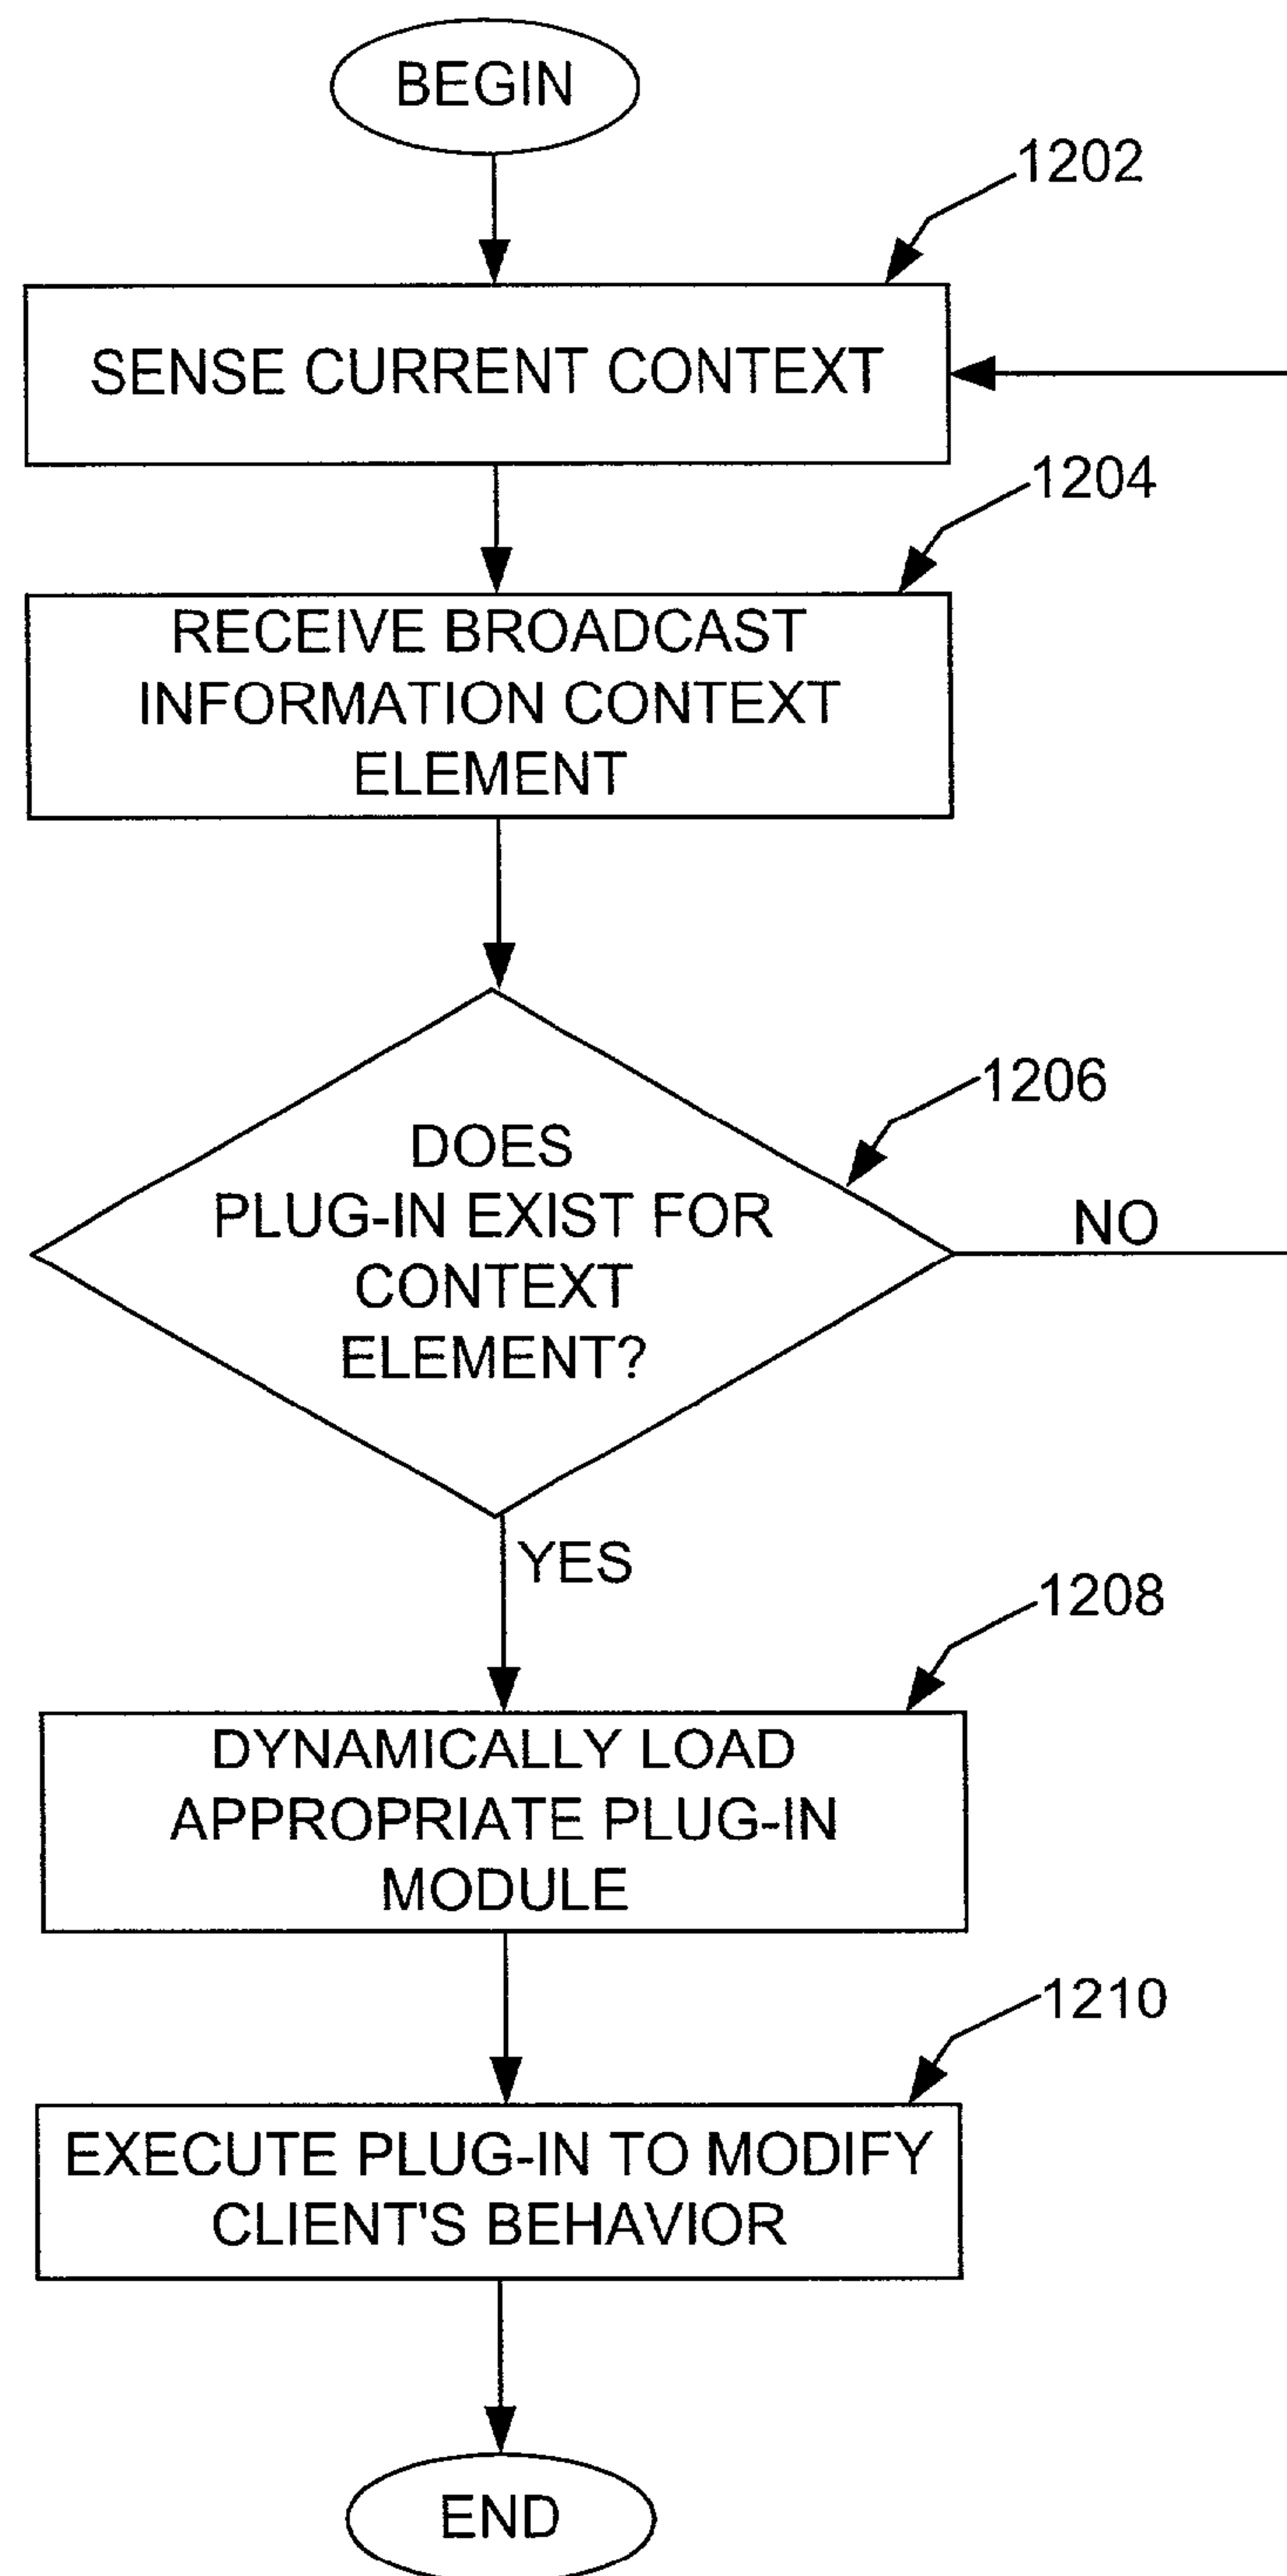 BEGIN
1202
SENSE CURRENT CONTEXT
1204
RECEIVE BROADCAST
INFORMATION CONTEXT
ELEMENT
1206
DOES
PLUG-IN EXIST FOR
CONTEXT
ELEMENT?
NO
YES
1208
DYNAMICALLY LOAD
APPROPRIATE PLUG-IN
MODULE
1210
EXECUTE PLUG-IN TO MODIFY
CLIENT'S BEHAVIOR
END